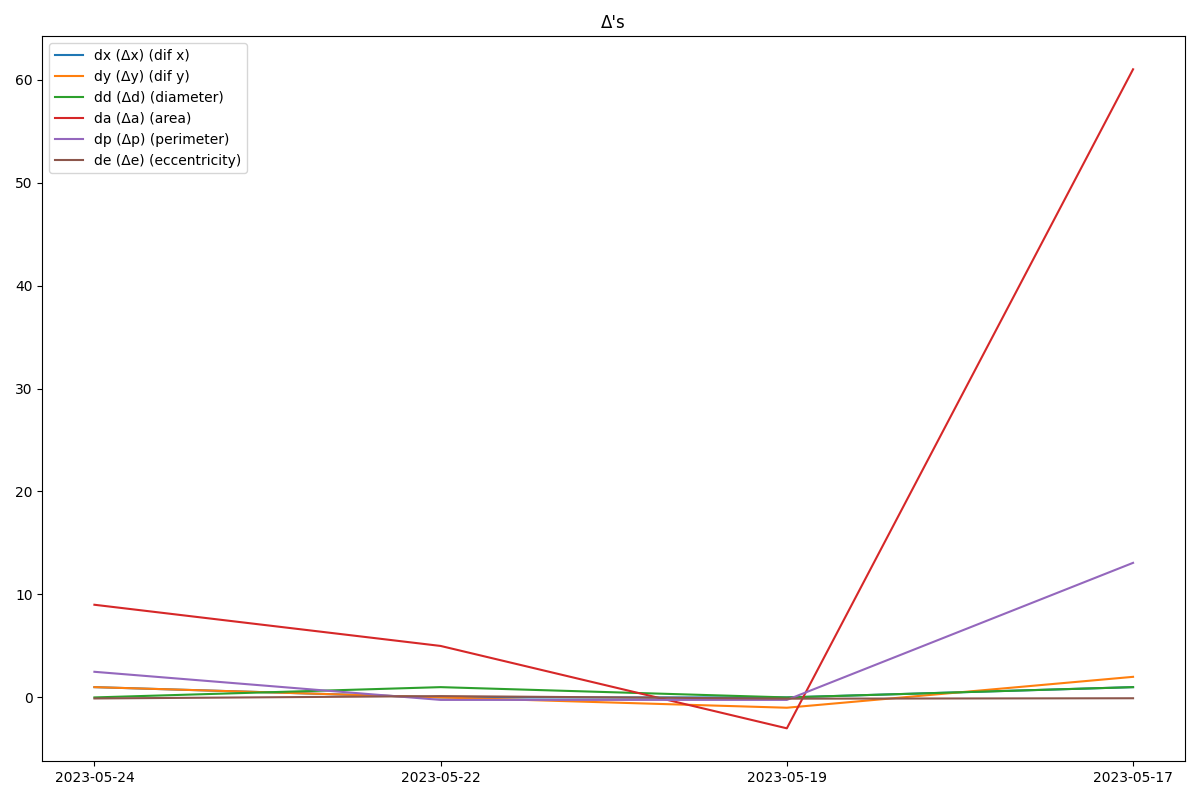 Δ's
dx (Δx) (dif x)
dy (Δy) (dif y)
dd (Δd) (diameter)
da (Δa) (area)
dp (Δp) (perimeter)
de (Δe) (eccentricity)
60
50
40
30
20
10
0
2023-05-24 2023-05-22 2023-05-19 2023-05-17